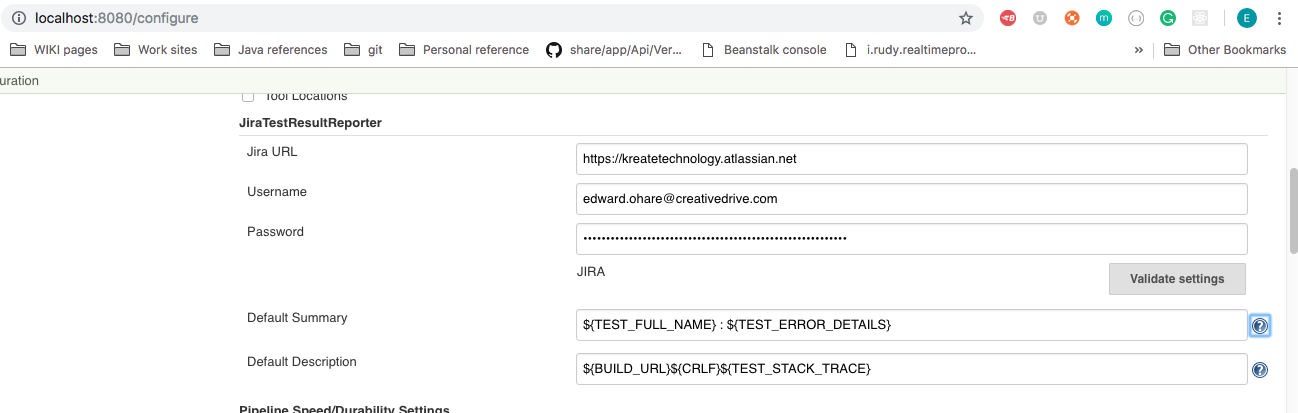 localhost:8080/configure
E
WIKI pages Work sites Java references git Personal reference share/app/Api/Ver... Beanstalk console i.rudy.realtimepro... » Other Bookmarks
uration
Tool Locations
JiraTestResultReporter
Jira URL https://kreatetechnology.atlassian.net
Username edward.ohare@creativedrive.com
Password ••••••••••••••••••••••••••••••••••••••••••••••••••••••••••
JIRA Validate settings
Default Summary ${TEST_FULL_NAME} : ${TEST_ERROR_DETAILS} ?
Default Description ${BUILD_URL}${CRLF}${TEST_STACK_TRACE} ?
Pipeline Speed/Durability Settings